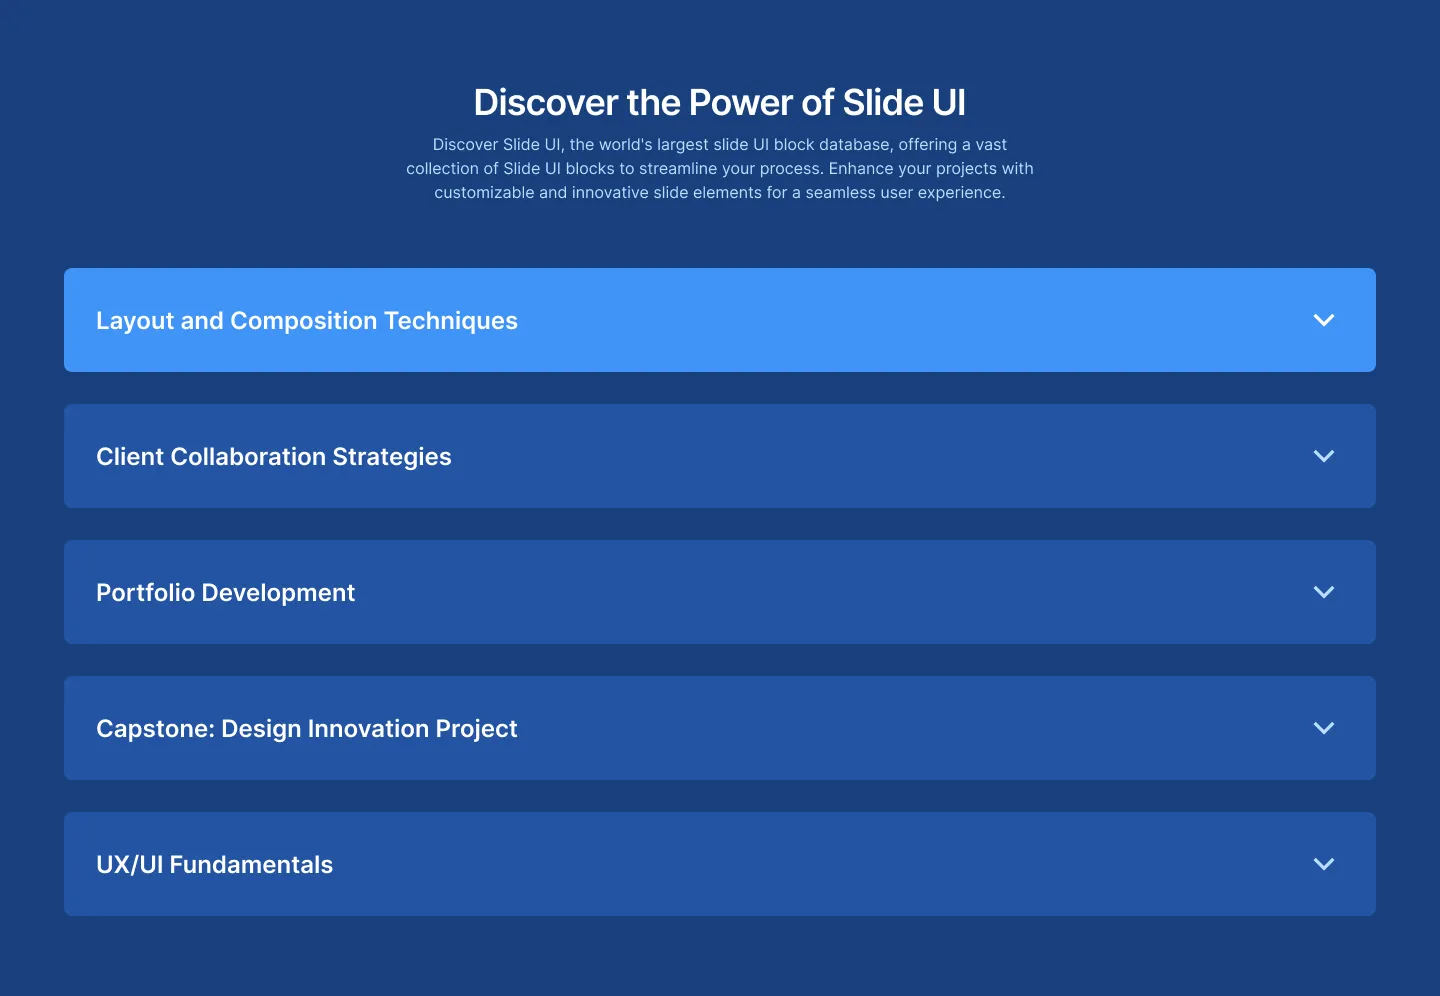 Discover the Power of Slide UI
Discover Slide UI, the world's largest slide UI block database, offering a vast
collection of Slide UI blocks to streamline your process. Enhance your projects with
customizable and innovative slide elements for a seamless user experience.
Layout and Composition Techniques
Client Collaboration Strategies
Portfolio Development
Capstone: Design Innovation Project
UX/UI Fundamentals